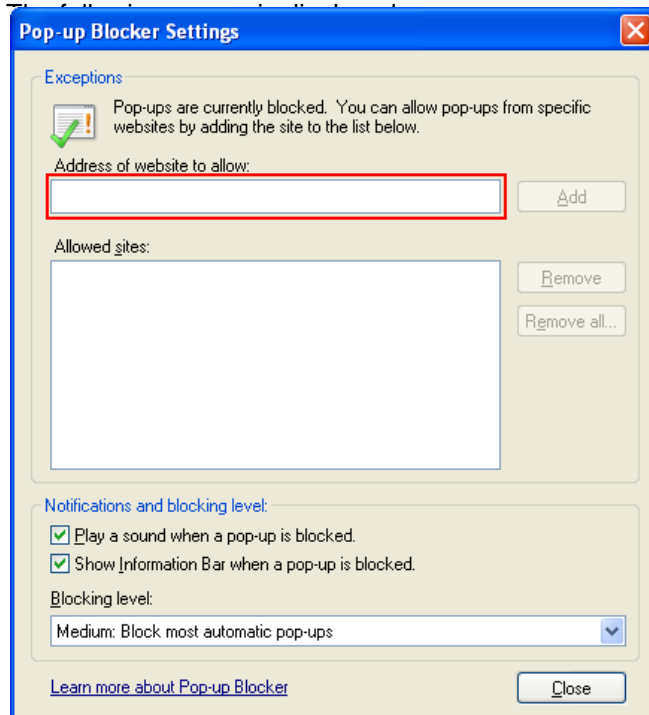 Pop-up Blocker Settings
Exceptions
Pop-ups are currently blocked. You can allow pop-ups from specific
websites by adding the site to the list below.
Address of website to allow:
Add
Allowed sites:
Remove
Remove all...
Notifications and blocking level:
Play a sound when a pop-up is blocked.
Show Information Bar when a pop-up is blocked.
Blocking level:
Medium: Block most automatic pop-ups
Learn more about Pop-up Blocker
Close